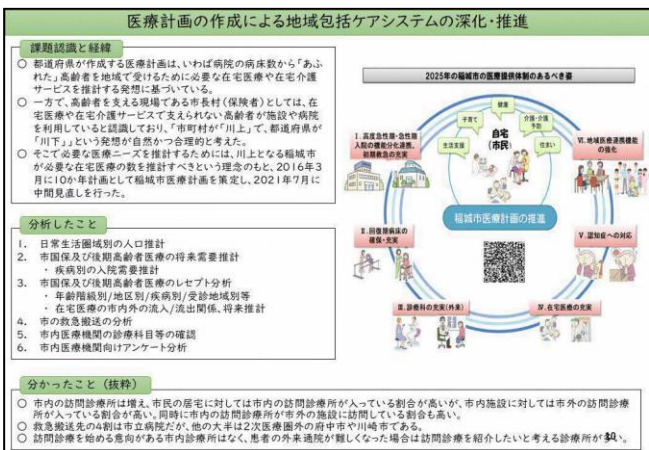 医療計画の作成による地域包括ケアシステムの深化・推進
課題認識と経緯
○ 都道府県が作成する医療計画は、いわば病院の病床数から「あふ
れた」高齢者を地域で受けるために必要な在宅医療や在宅介護
サービスを推計する発想に基づいている。
○ 一方で、高齢者を支える現場である市長村(保険者)としては、在
宅医療や在宅介護サービスで支えられない高齢者が施設や病院
を利用していると認識しており、「市町村が「川上」で、都道府県が
「川下」」という発想が自然かつ合理的と考えた。
○ そこで必要な医療ニーズを推計するためには、川上となる稲城市
が必要な在宅医療の数を推計すべきという理念のもと、2016年3
月に10か年計画として稲城市医療計画を策定し、2021年7月に
中間見直しを行った。
分析したこと
1. 日常生活圏域別の人口推計
2. 市国保及び後期高齢者医療の将来需要推計
・ 疾病別の入院需要推計
3. 市国保及び後期高齢者医療のレセプト分析
・ 年齢階級別/地区別/疾病別/受診地域別等
・ 在宅医療の市内外の流入/流出関係、将来推計
4. 市の救急搬送の分析
5. 市内医療機関の診療科目等の確認
6. 市内医療機関向けアンケート分析
2025年の稲城市の医療提供体制のあるべき姿
健康
子育て
介護・介護
予防
生活支援
自宅
(市民)
住まい
Ⅰ.高度急性期・急性期
入院の機能分化連携、
初期救急の充実
Ⅵ.地域医療連携機能
の強化
稲城市医療計画の推進
Ⅱ.回復期病床の
確保・充実
Ⅴ.認知症への対応
Ⅲ.診療科の充実(外来)
Ⅳ.在宅医療の充実
分かったこと(抜粋)
○ 市内の訪問診療所は増え、市民の居宅に対しては市内の訪問診療所が入っている割合が高いが、市内施設に対しては市外の訪問診療
所が入っている割合が高い。同時に市内の訪問診療所が市外の施設に訪問している割合も高い。
○ 救急搬送先の4割は市立病院だが、他の大半は2次医療圏外の府中市や川崎市である。
○ 訪問診療を始める意向がある市内診療所はなく、患者の外来通院が難しくなった場合は訪問診療を紹介したいと考える診療所が多い。